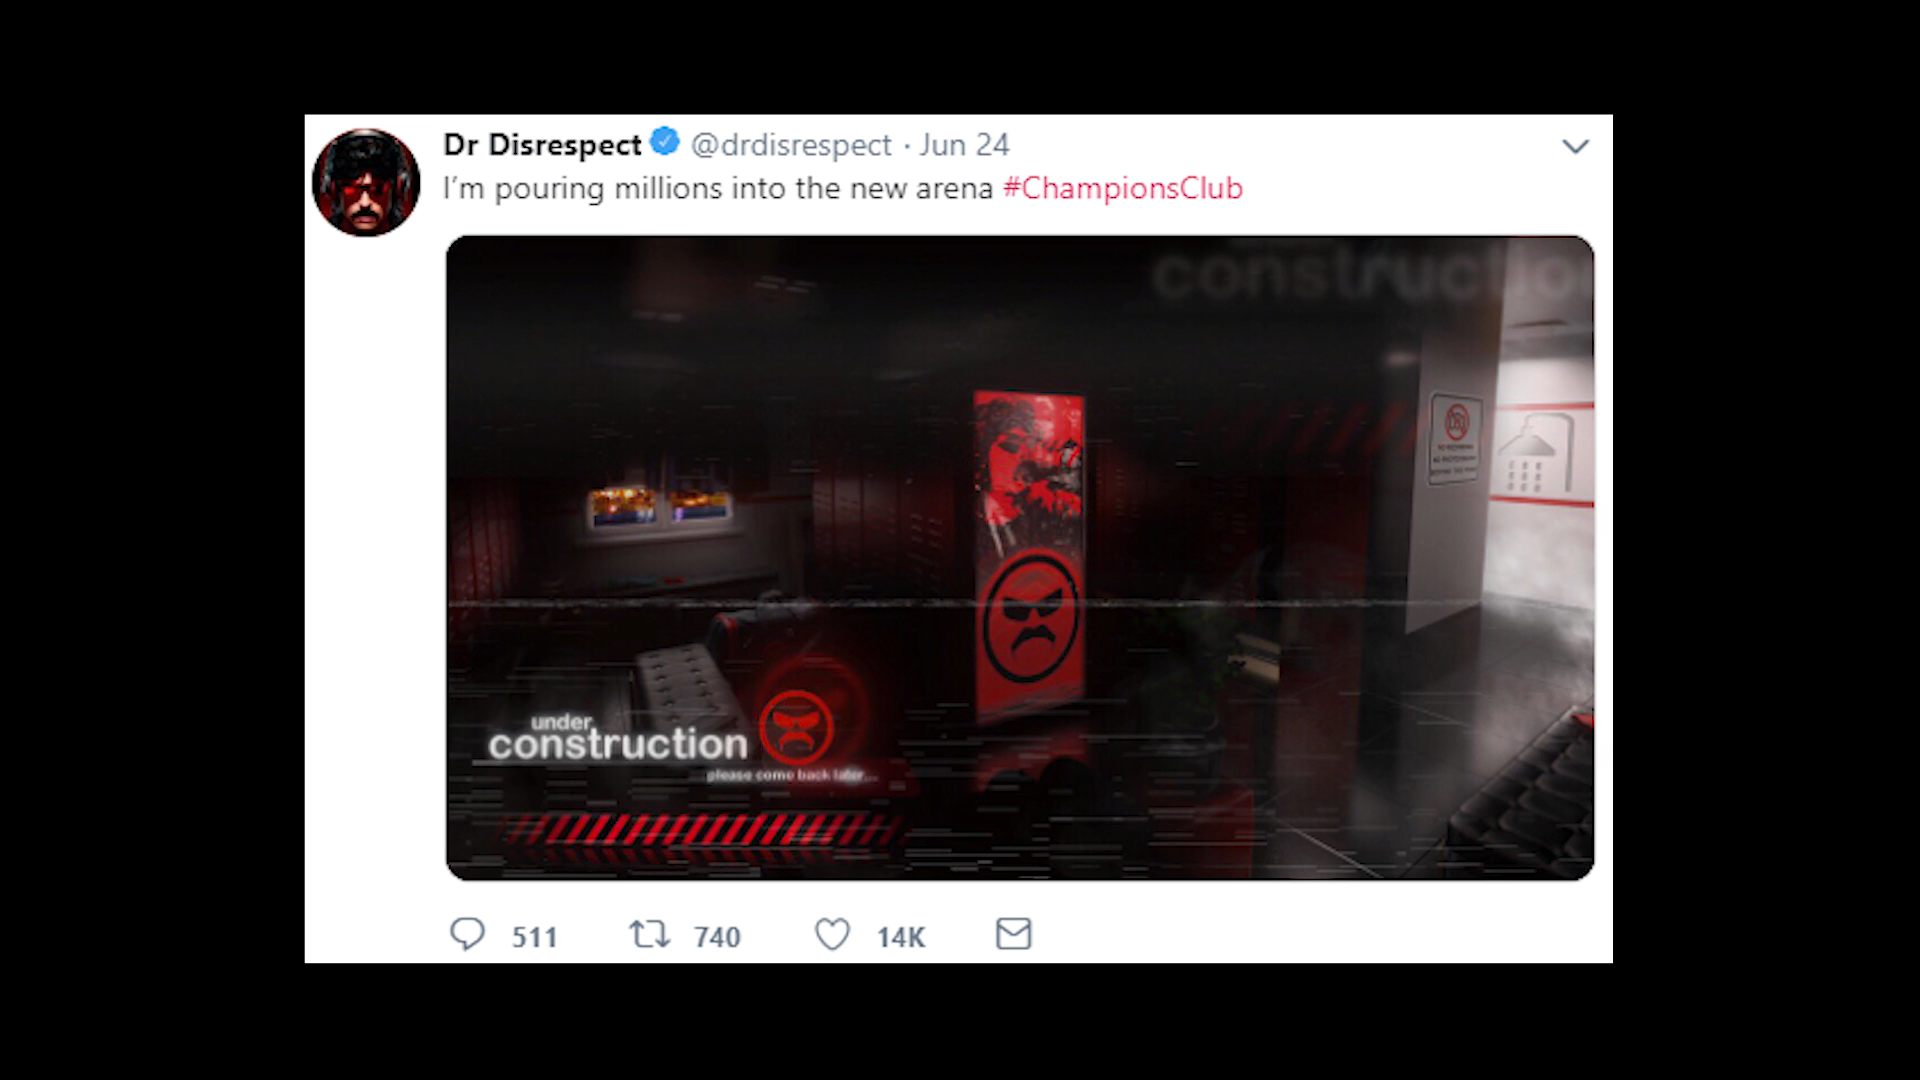 Dr Disrespect @drdisrespect · Jun 24
I'm pouring millions into the new arena #ChampionsClub
construction
under
construction
please come back later...
511 740 14K